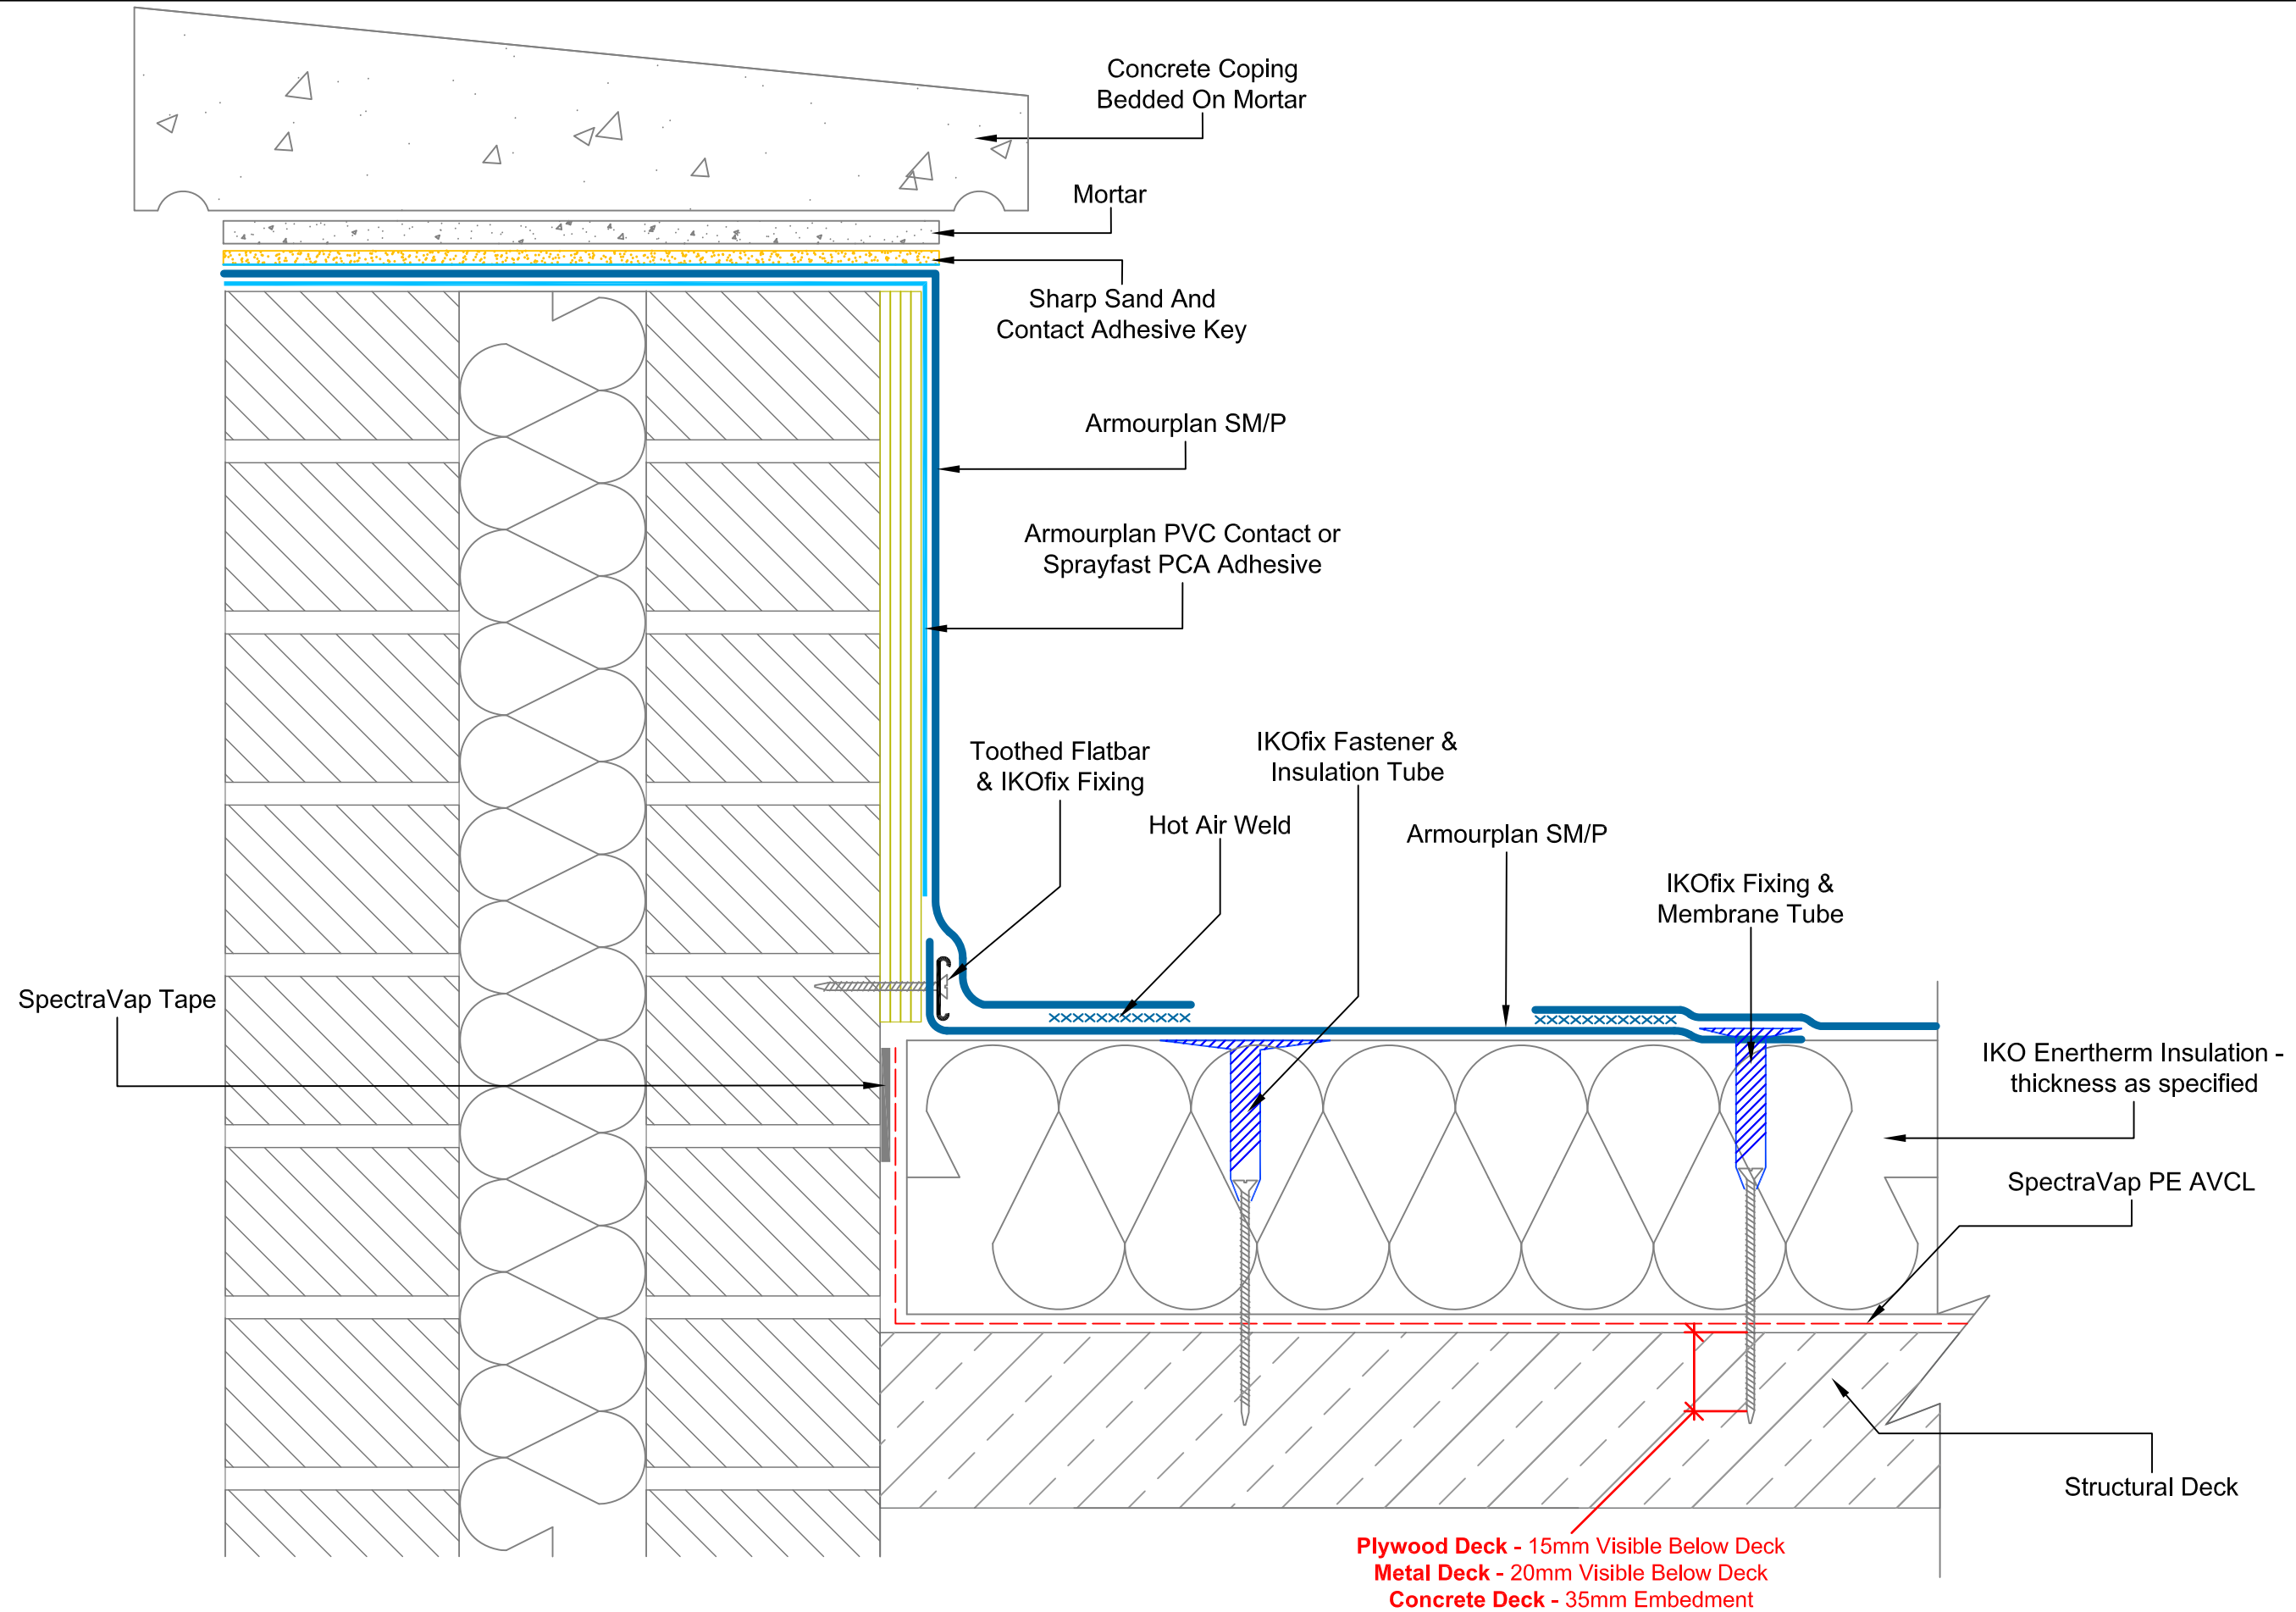 Concrete Coping
Bedded On Mortar
Mortar
Sharp Sand And
Contact Adhesive Key
Armourplan SM/P
Armourplan PVC Contact or
Sprayfast PCA Adhesive
Toothed Flatbar
& IKOfix Fixing
IKOfix Fastener &
Insulation Tube
Hot Air Weld
Armourplan SM/P
IKOfix Fixing &
Membrane Tube
SpectraVap Tape
IKO Enertherm Insulation -
thickness as specified
SpectraVap PE AVCL
Structural Deck
Plywood Deck - 15mm Visible Below Deck
Metal Deck - 20mm Visible Below Deck
Concrete Deck - 35mm Embedment